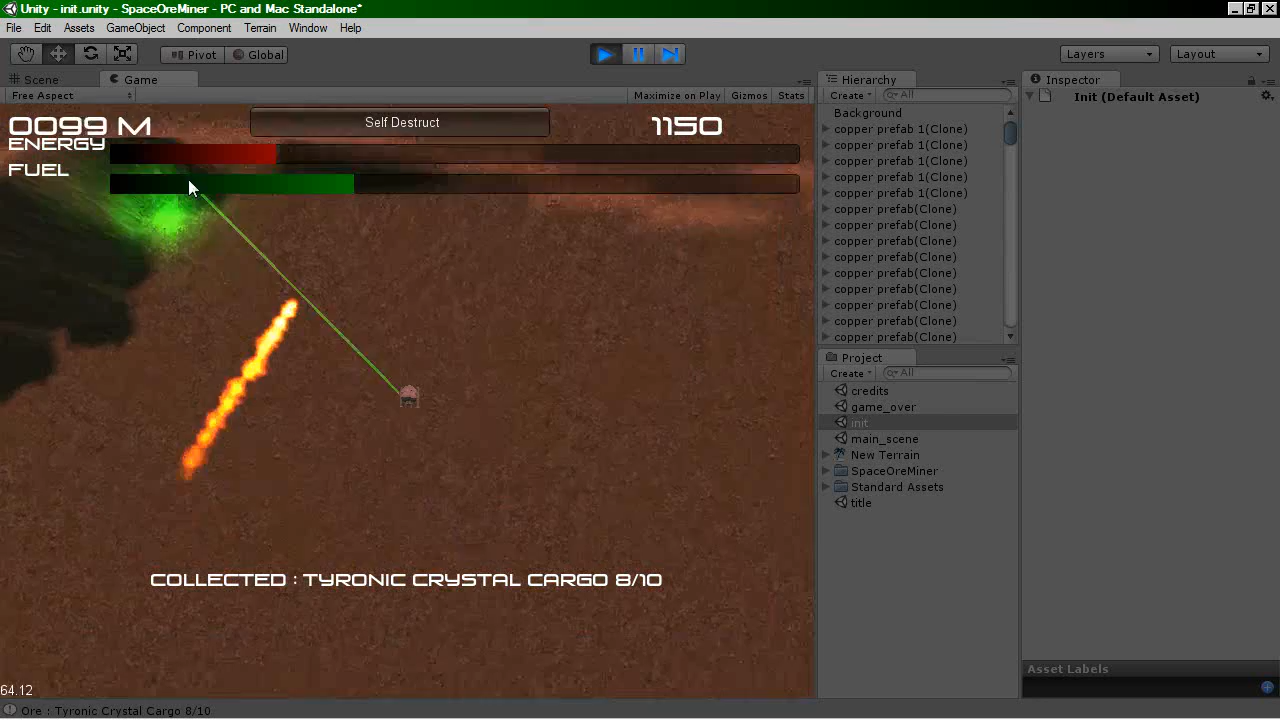 Unity - init.unity - SpaceOreMiner - PC and Mac Standalone*
File Edit Assets GameObject Component Terrain Window Help
Pivot Global Layers Layout
Scene Game
Free Aspect Maximize on Play Gizmos Stats
0099 M
Self Destruct
1150
ENERGY
FUEL
COLLECTED : TYRONIC CRYSTAL CARGO 8/10
64.12
Ore : Tyronic Crystal Cargo 8/10
Hierarchy
Create All
Background
copper prefab 1(Clone)
copper prefab 1(Clone)
copper prefab 1(Clone)
copper prefab 1(Clone)
copper prefab 1(Clone)
copper prefab(Clone)
copper prefab(Clone)
copper prefab(Clone)
copper prefab(Clone)
copper prefab(Clone)
copper prefab(Clone)
copper prefab(Clone)
copper prefab(Clone)
copper prefab(Clone)
Project
Create All
credits
game_over
init
main_scene
New Terrain
SpaceOreMiner
Standard Assets
title
Inspector
Init (Default Asset)
Asset Labels